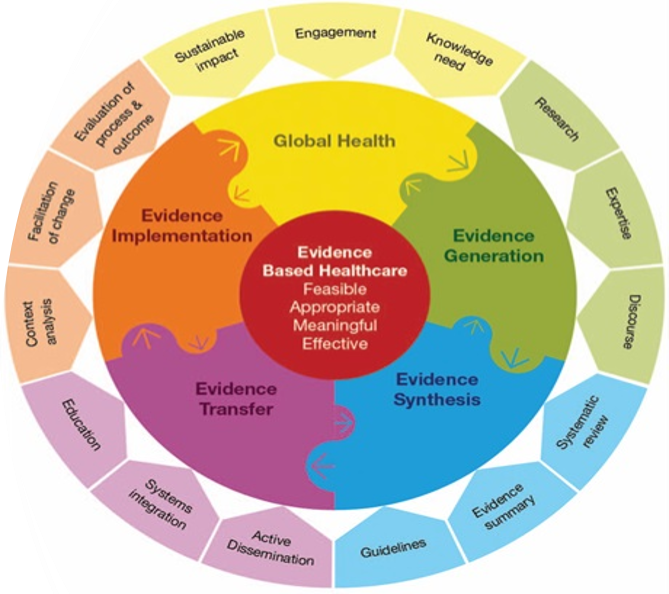 Engagement
Knowledge
need
Research
Expertise
Discourse
Systematic
review
Evidence
summary
Guidelines
Active
Dissemination
Systems
integration
Education
Context
analysis
Facilitation
of change
Evaluation of
process &
outcome
Sustainable
impact
Global Health
Evidence
Generation
Evidence
Synthesis
Evidence
Transfer
Evidence
Implementation
Evidence
Based Healthcare
Feasible
Appropriate
Meaningful
Effective